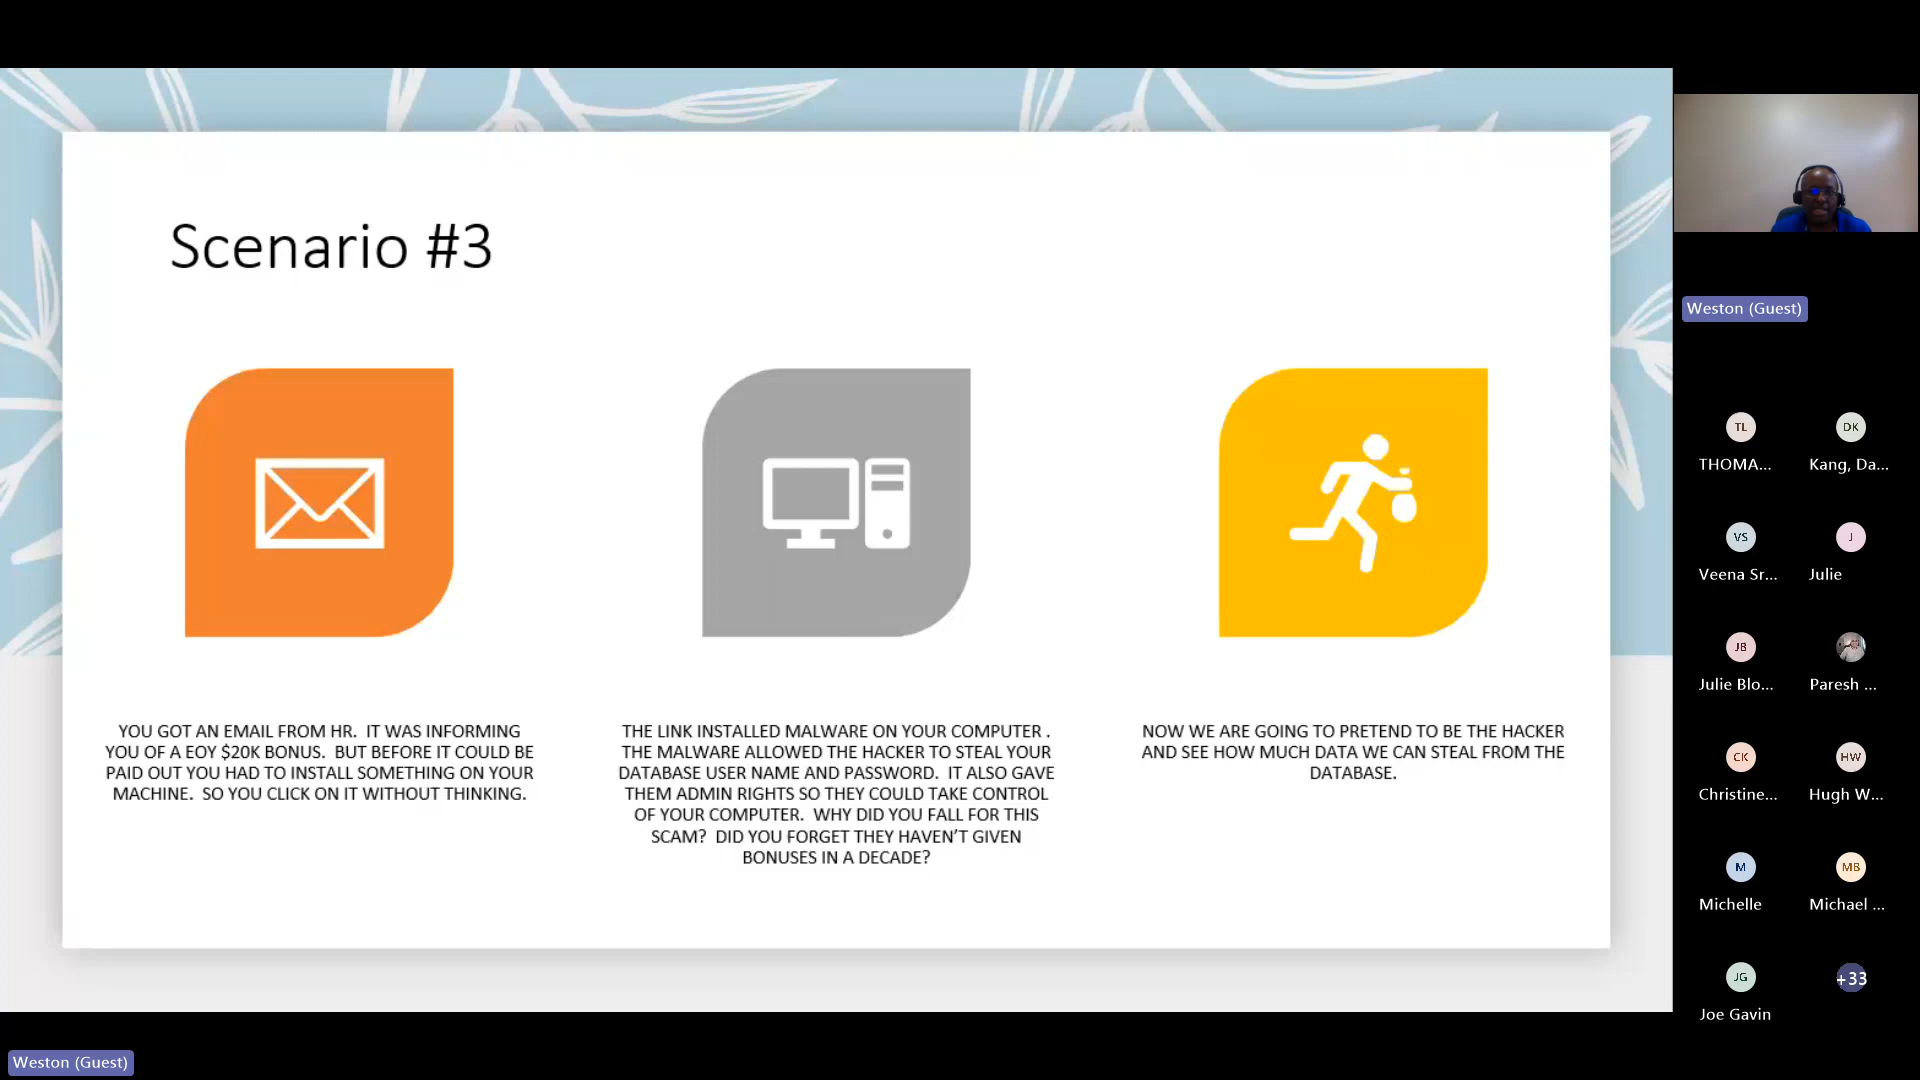 Scenario #3
YOU GOT AN EMAIL FROM HR. IT WAS INFORMING
YOU OF A EOY $20K BONUS. BUT BEFORE IT COULD BE
PAID OUT YOU HAD TO INSTALL SOMETHING ON YOUR
MACHINE. SO YOU CLICK ON IT WITHOUT THINKING.
THE LINK INSTALLED MALWARE ON YOUR COMPUTER .
THE MALWARE ALLOWED THE HACKER TO STEAL YOUR
DATABASE USER NAME AND PASSWORD. IT ALSO GAVE
THEM ADMIN RIGHTS SO THEY COULD TAKE CONTROL
OF YOUR COMPUTER. WHY DID YOU FALL FOR THIS
SCAM? DID YOU FORGET THEY HAVEN'T GIVEN
BONUSES IN A DECADE?
NOW WE ARE GOING TO PRETEND TO BE THE HACKER
AND SEE HOW MUCH DATA WE CAN STEAL FROM THE
DATABASE.
Weston (Guest)
TL
DK
THOMA...
Kang, Da...
VS
J
Veena Sr...
Julie
JB
Julie Blo...
Paresh ...
CK
HW
Christine...
Hugh W...
M
MB
Michelle
Michael ...
JG
+33
Joe Gavin
Weston (Guest)